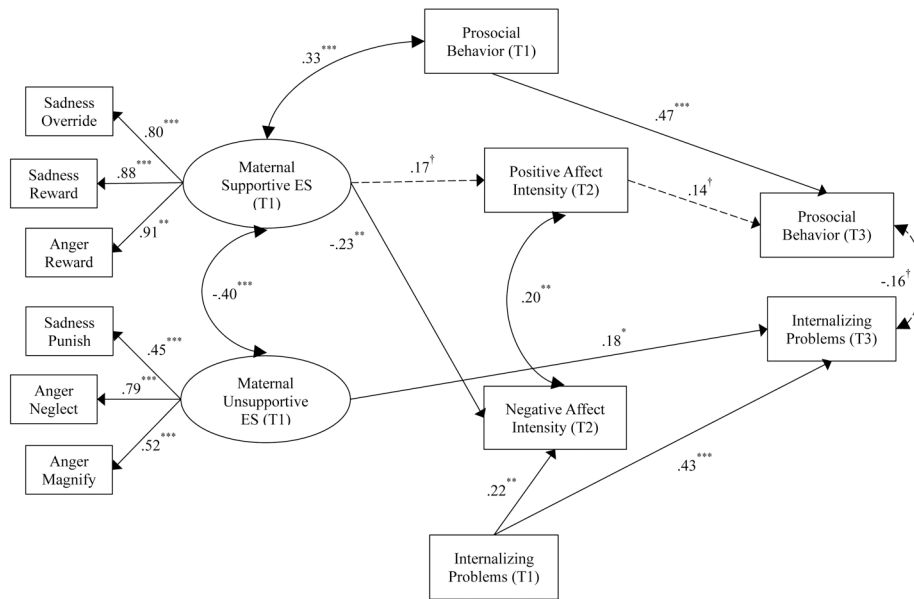 Prosocial
Behavior (T1)
.33***
Sadness
Override
.80***
.47***
Sadness
Reward
.88***
Maternal
Supportive ES
(T1)
.17†
Positive Affect
Intensity (T2)
.14†
Prosocial
Behavior (T3)
Anger
Reward
.91**
-.23**
-.40***
.20**
-.16†
Sadness
Punish
.45***
Internalizing
Problems (T3)
.18*
Anger
Neglect
.79***
Maternal
Unsupportive
ES (T1)
Negative Affect
Intensity (T2)
Anger
Magnify
.52***
.43***
.22**
Internalizing
Problems (T1)